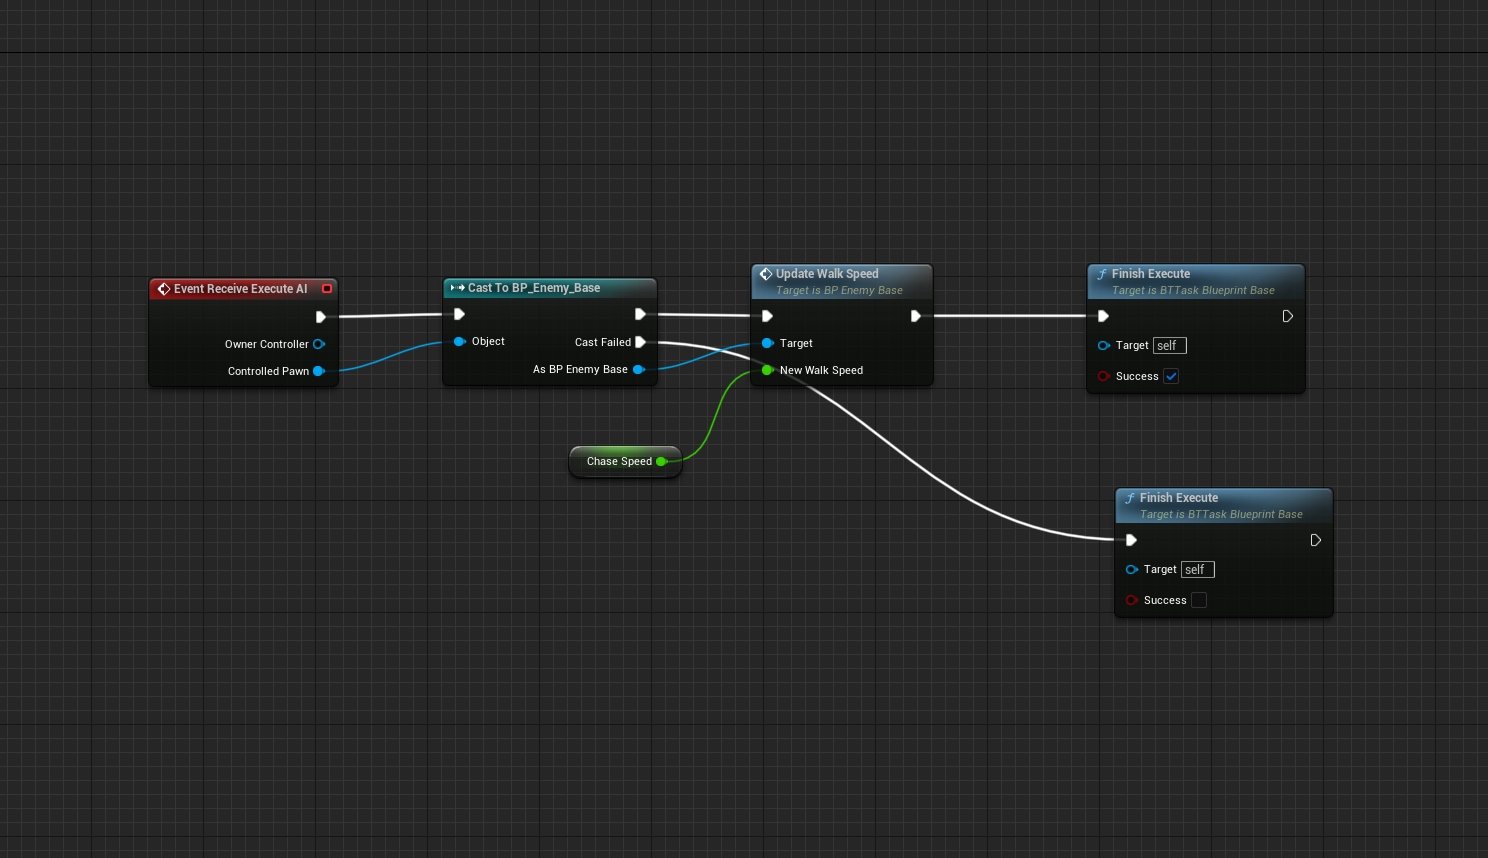 Event Receive Execute AI
Owner Controller
Controlled Pawn
Cast To BP_Enemy_Base
Object
Cast Failed
As BP Enemy Base
Chase Speed
Update Walk Speed
Target is BP Enemy Base
Target
New Walk Speed
f Finish Execute
Target is BTTask Blueprint Base
Target self
Success
f Finish Execute
Target is BTTask Blueprint Base
Target self
Success